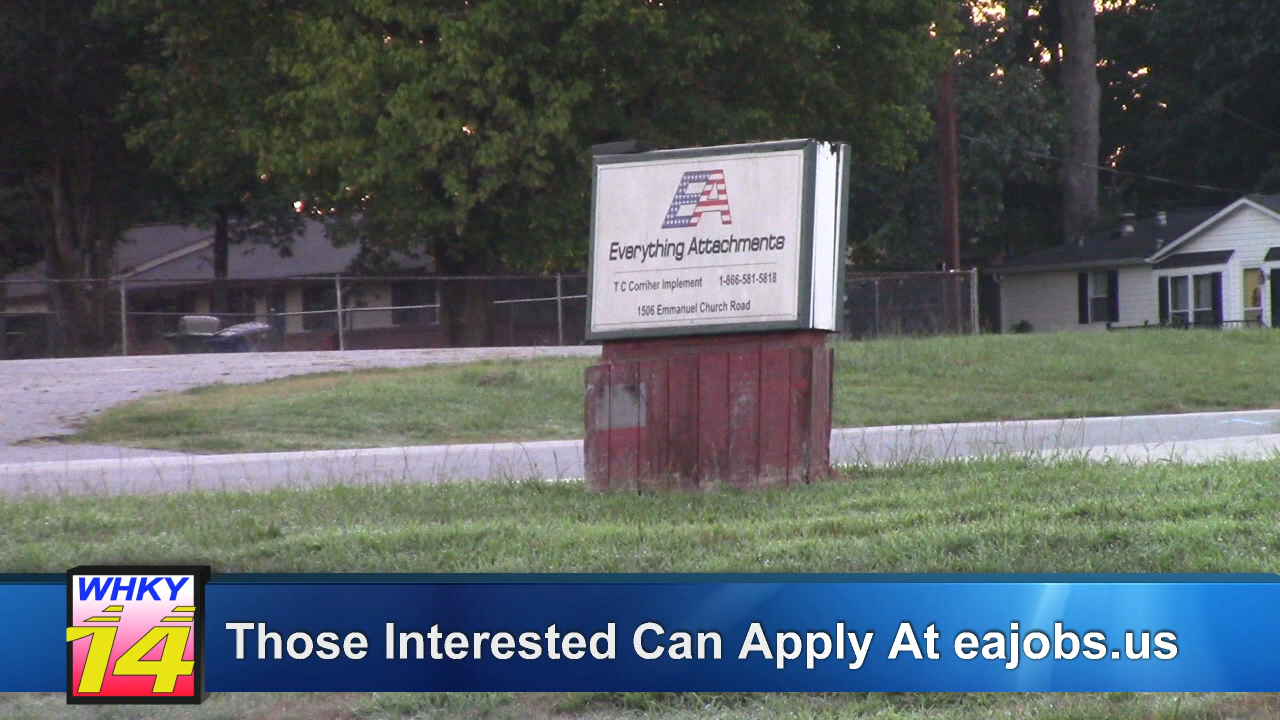 EA
Everything Attachments
T C Corriher Implement 1-866-581-5818
1506 Emmanuel Church Road
WHKY
14
Those Interested Can Apply At eajobs.us